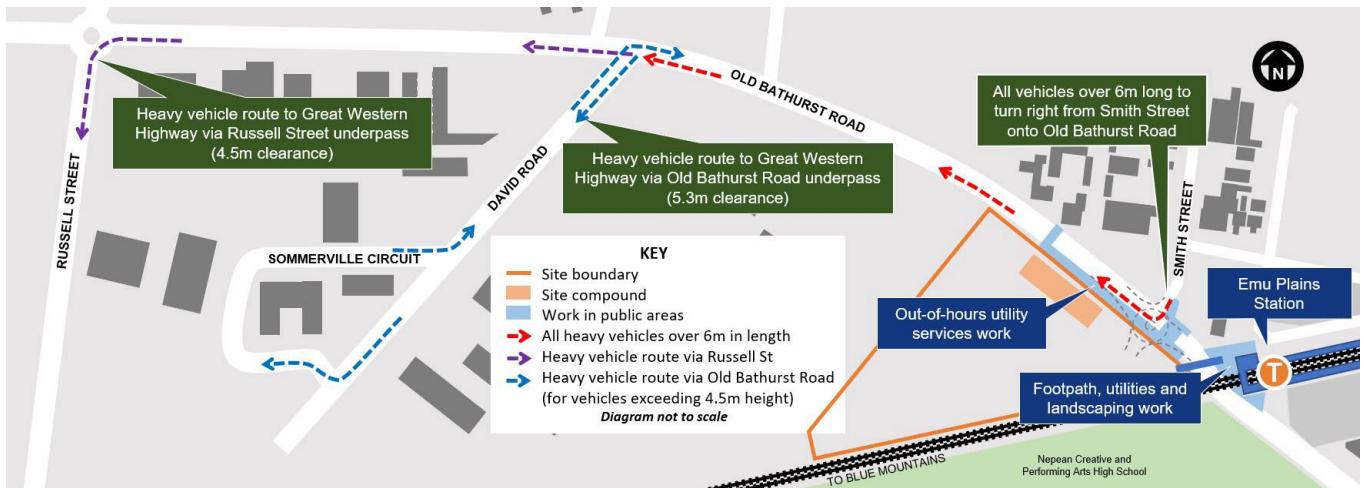 Heavy vehicle route to Great Western
Highway via Russell Street underpass
(4.5m clearance)
RUSSELL STREET
SOMMERVILLE CIRCUIT
DAVID ROAD
OLD BATHURST ROAD
Heavy vehicle route to Great Western
Highway via Old Bathurst Road underpass
(5.3m clearance)
All vehicles over 6m long to
turn right from Smith Street
onto Old Bathurst Road
N
SMITH STREET
KEY
Site boundary
Site compound
Work in public areas
All heavy vehicles over 6m in length
Heavy vehicle route via Russell St
Heavy vehicle route via Old Bathurst Road
(for vehicles exceeding 4.5m height)
Diagram not to scale
Out-of-hours utility
services work
Emu Plains
Station
T
Footpath, utilities and
landscaping work
TO BLUE MOUNTAINS
Nepean Creative and
Performing Arts High School